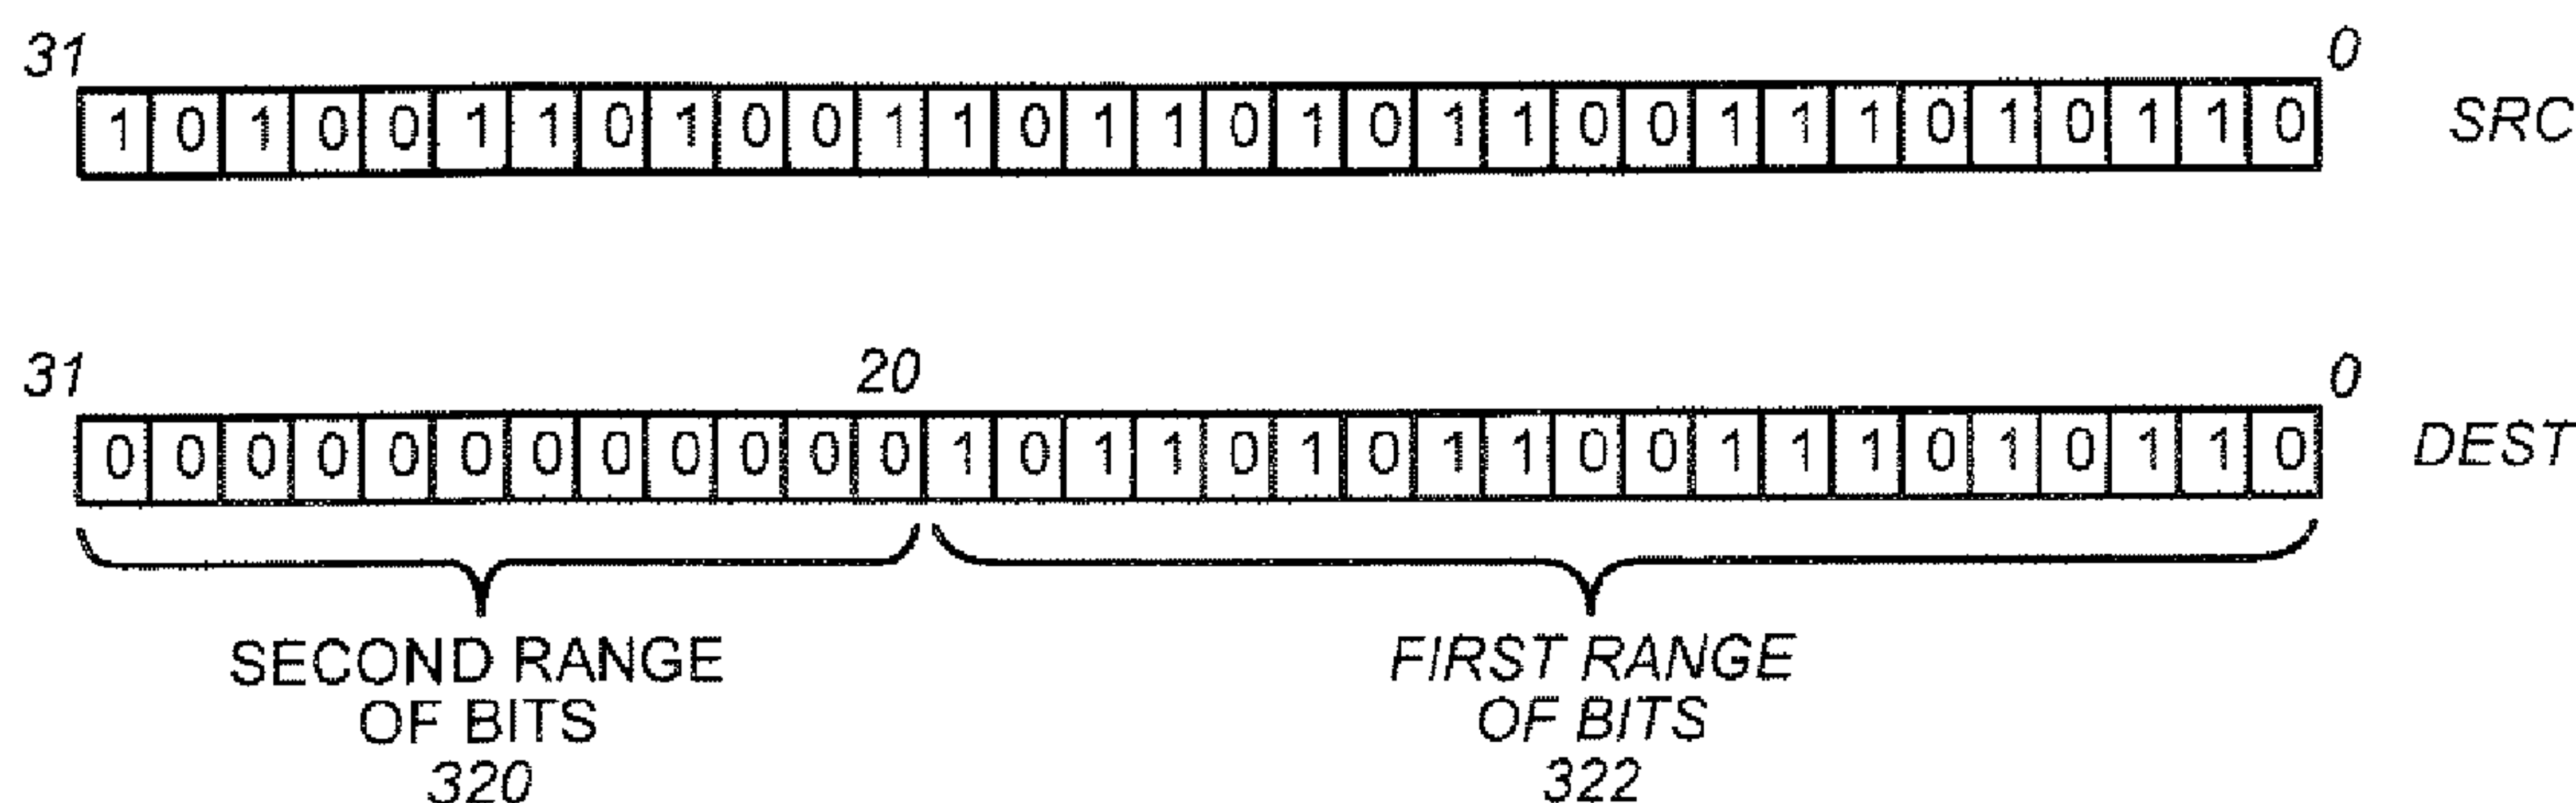 31 0
1 0 1 0 0 1 1 0 1 0 0 1 1 0 1 1 0 1 0 1 1 0 0 1 1 1 0 1 0 1 1 0 SRC
31 20 0
0 0 0 0 0 0 0 0 0 0 0 0 1 0 1 1 0 1 0 1 1 0 0 1 1 1 0 1 0 1 1 0 DEST
SECOND RANGE
OF BITS
320
FIRST RANGE
OF BITS
322